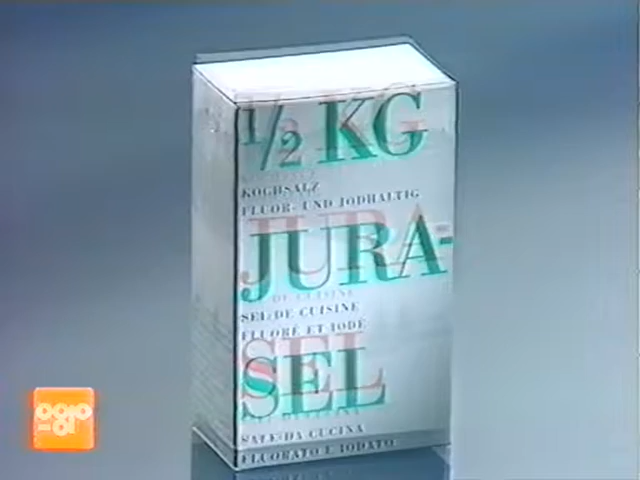 ½ KG
KOCHSALZ
FLUOR- UND JODHALTIG
JURA-
SEL
SEL DE CUISINE
FLUORÉ ET IODÉ
SALE DA CUCINA
FLUORATO E IODATO